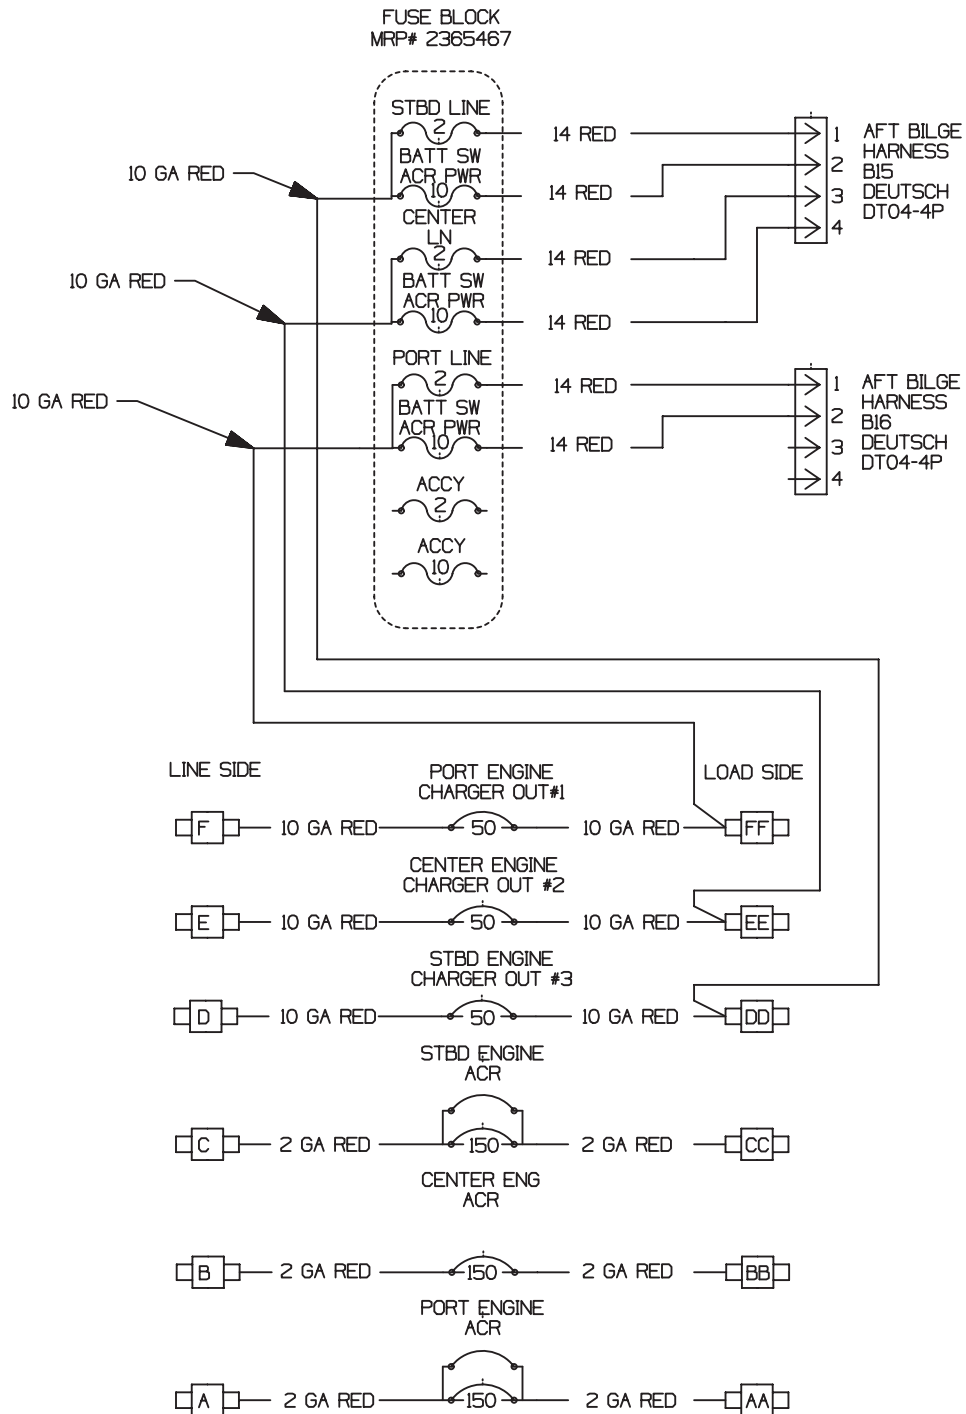 FUSE BLOCK
MRP# 2365467
STBD LINE
2
14 RED
1
AFT BILGE
HARNESS
B15
DEUTSCH
DT04-4P
BATT SW
ACR PWR
10
14 RED
2
10 GA RED
3
CENTER
LN
2
14 RED
4
10 GA RED
BATT SW
ACR PWR
10
14 RED
PORT LINE
2
14 RED
1
AFT BILGE
HARNESS
B16
DEUTSCH
DT04-4P
10 GA RED
BATT SW
ACR PWR
10
14 RED
2
3
4
ACCY
2
ACCY
10
LINE SIDE
PORT ENGINE
CHARGER OUT#1
LOAD SIDE
F
10 GA RED
50
10 GA RED
FF
CENTER ENGINE
CHARGER OUT #2
E
10 GA RED
50
10 GA RED
EE
STBD ENGINE
CHARGER OUT #3
D
10 GA RED
50
10 GA RED
DD
STBD ENGINE
ACR
C
2 GA RED
150
2 GA RED
CC
CENTER ENG
ACR
B
2 GA RED
150
2 GA RED
BB
PORT ENGINE
ACR
A
2 GA RED
150
2 GA RED
AA